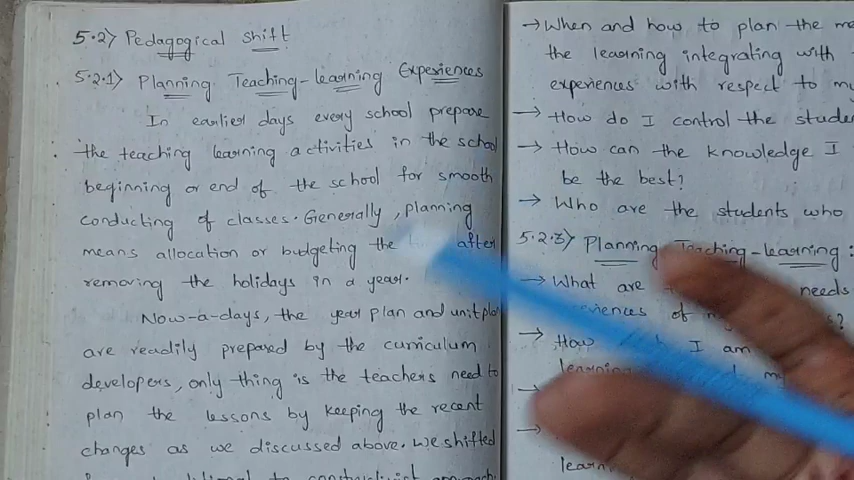 5.2) Pedagogical shift
5.2.1) Planning Teaching-learning Experiences
In earlier days every school prepare
the teaching learning activities in the school
beginning or end of the school for smooth
conducting of classes. Generally, planning
means allocation or budgeting the after
removing the holidays in a year.
Now-a-days, the year plan and unit
are readily prepared by the curriculum
developers, only thing is the teachers need to
plan the lessons by keeping the recent
changes as we discussed above. We shifted
to constructivist approach.
→ When and how to plan the
the learning integrating with
experiences with respect to
→ How do I control the
→ How can the knowledge I
be the best?
→ Who are the students who
5.2.3) Planning Teaching-learning:
→ What are needs
of
→ How I am
→
→